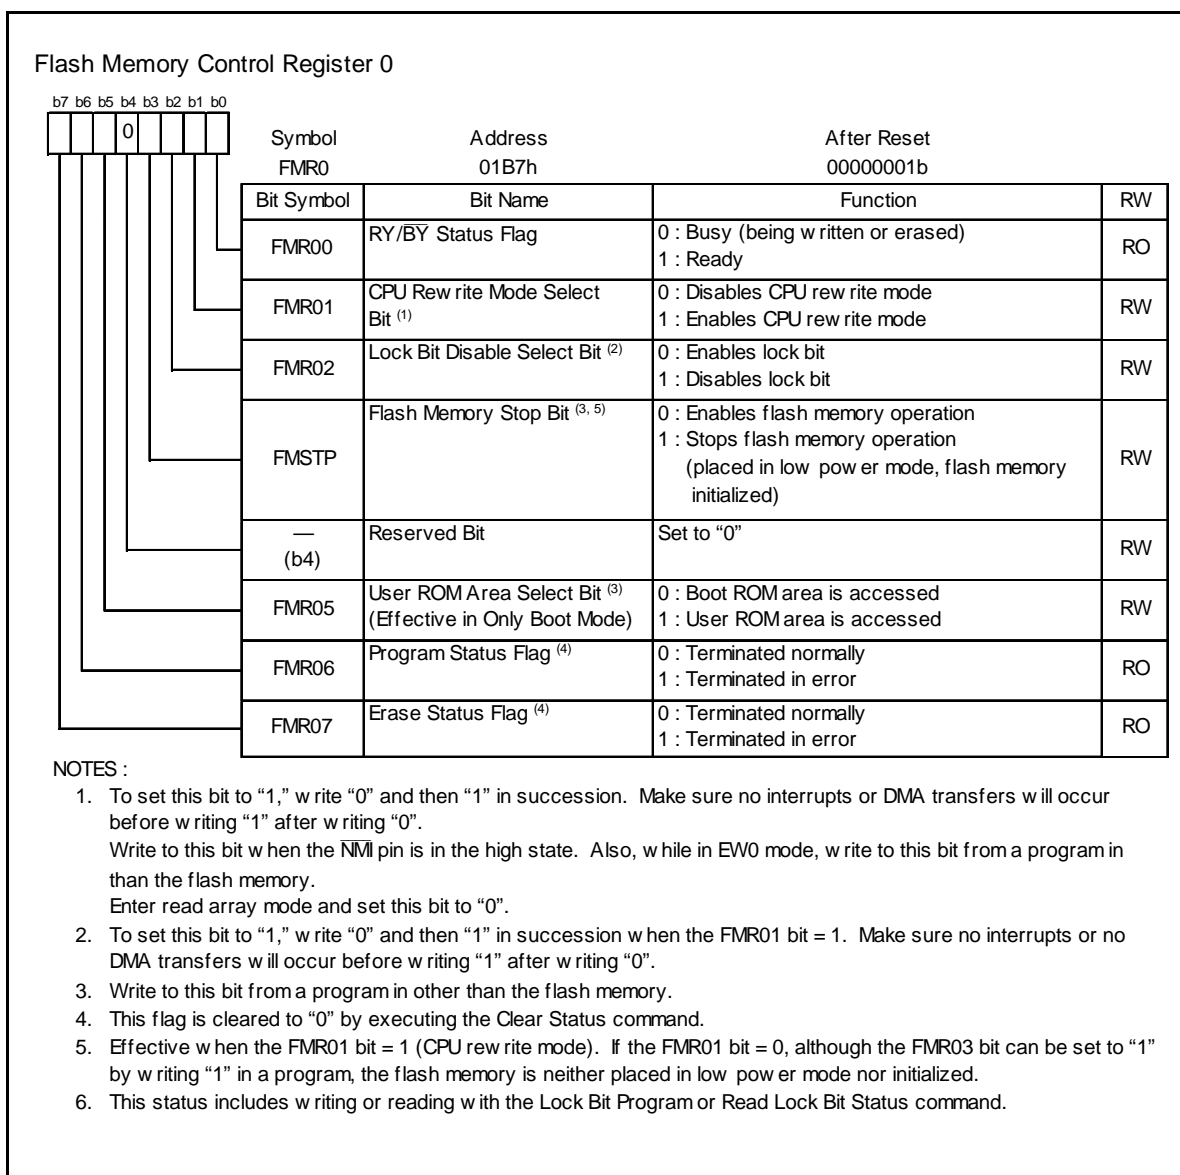 Flash Memory Control Register 0
b7 b6 b5 b4 b3 b2 b1 b0
0
Symbol Address After Reset
FMR0 01B7h 00000001b
Bit Symbol Bit Name Function RW
FMR00 RY/B̅Y̅ Status Flag 0 : Busy (being written or erased) RO
1 : Ready
FMR01 CPU Rewrite Mode Select 0 : Disables CPU rewrite mode RW
Bit (1) 1 : Enables CPU rewrite mode
FMR02 Lock Bit Disable Select Bit (2) 0 : Enables lock bit RW
1 : Disables lock bit
FMSTP Flash Memory Stop Bit (3, 5) 0 : Enables flash memory operation RW
1 : Stops flash memory operation
(placed in low power mode, flash memory
initialized)
— Reserved Bit Set to “0” RW
(b4)
FMR05 User ROM Area Select Bit (3) 0 : Boot ROM area is accessed RW
(Effective in Only Boot Mode) 1 : User ROM area is accessed
FMR06 Program Status Flag (4) 0 : Terminated normally RO
1 : Terminated in error
FMR07 Erase Status Flag (4) 0 : Terminated normally RO
1 : Terminated in error
NOTES :
1. To set this bit to “1,” write “0” and then “1” in succession. Make sure no interrupts or DMA transfers will occur
before writing “1” after writing “0”.
Write to this bit when the N̅M̅I̅ pin is in the high state. Also, while in EW0 mode, write to this bit from a program in
than the flash memory.
Enter read array mode and set this bit to “0”.
2. To set this bit to “1,” write “0” and then “1” in succession when the FMR01 bit = 1. Make sure no interrupts or no
DMA transfers will occur before writing “1” after writing “0”.
3. Write to this bit from a program in other than the flash memory.
4. This flag is cleared to “0” by executing the Clear Status command.
5. Effective when the FMR01 bit = 1 (CPU rewrite mode). If the FMR01 bit = 0, although the FMR03 bit can be set to “1”
by writing “1” in a program, the flash memory is neither placed in low power mode nor initialized.
6. This status includes writing or reading with the Lock Bit Program or Read Lock Bit Status command.